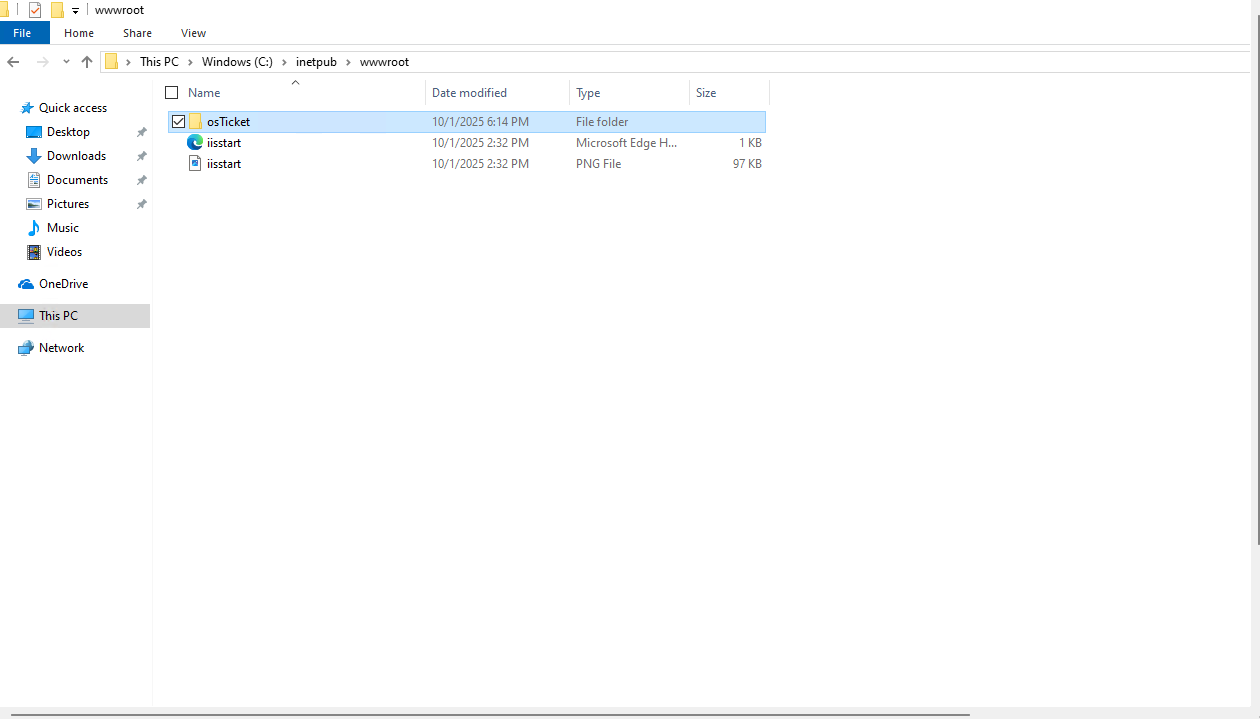 wwwroot
File Home Share View
This PC Windows (C:) inetpub wwwroot
Name Date modified Type Size
osTicket 10/1/2025 6:14 PM File folder
iisstart 10/1/2025 2:32 PM Microsoft Edge H... 1 KB
iisstart 10/1/2025 2:32 PM PNG File 97 KB
Quick access
Desktop
Downloads
Documents
Pictures
Music
Videos
OneDrive
This PC
Network